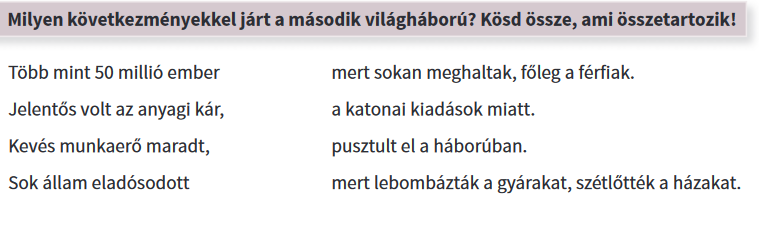 Milyen következményekkel járt a második világháború? Kösd össze, ami összetartozik!
Több mint 50 millió ember mert sokan meghaltak, főleg a férfiak.
Jelentős volt az anyagi kár, a katonai kiadások miatt.
Kevés munkaerő maradt, pusztult el a háborúban.
Sok állam eladósodott mert lebombázták a gyárakat, szétlőtték a házakat.